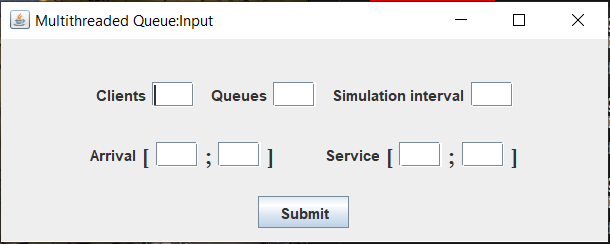 Multithreaded Queue:Input
Clients Queues Simulation interval
Arrival [ ; ] Service [ ; ]
Submit